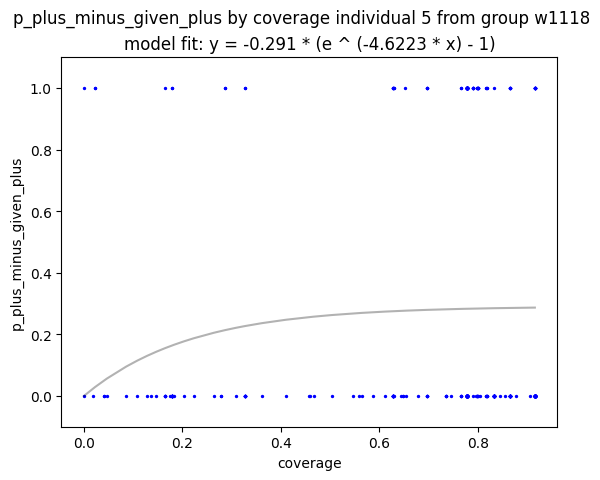 p_plus_minus_given_plus by coverage individual 5 from group w1118
model fit: y = -0.291 * (e ^ (-4.6223 * x) - 1)
1.0
0.8
0.6
0.4
0.2
0.0
p_plus_minus_given_plus
0.0 0.2 0.4 0.6 0.8
coverage